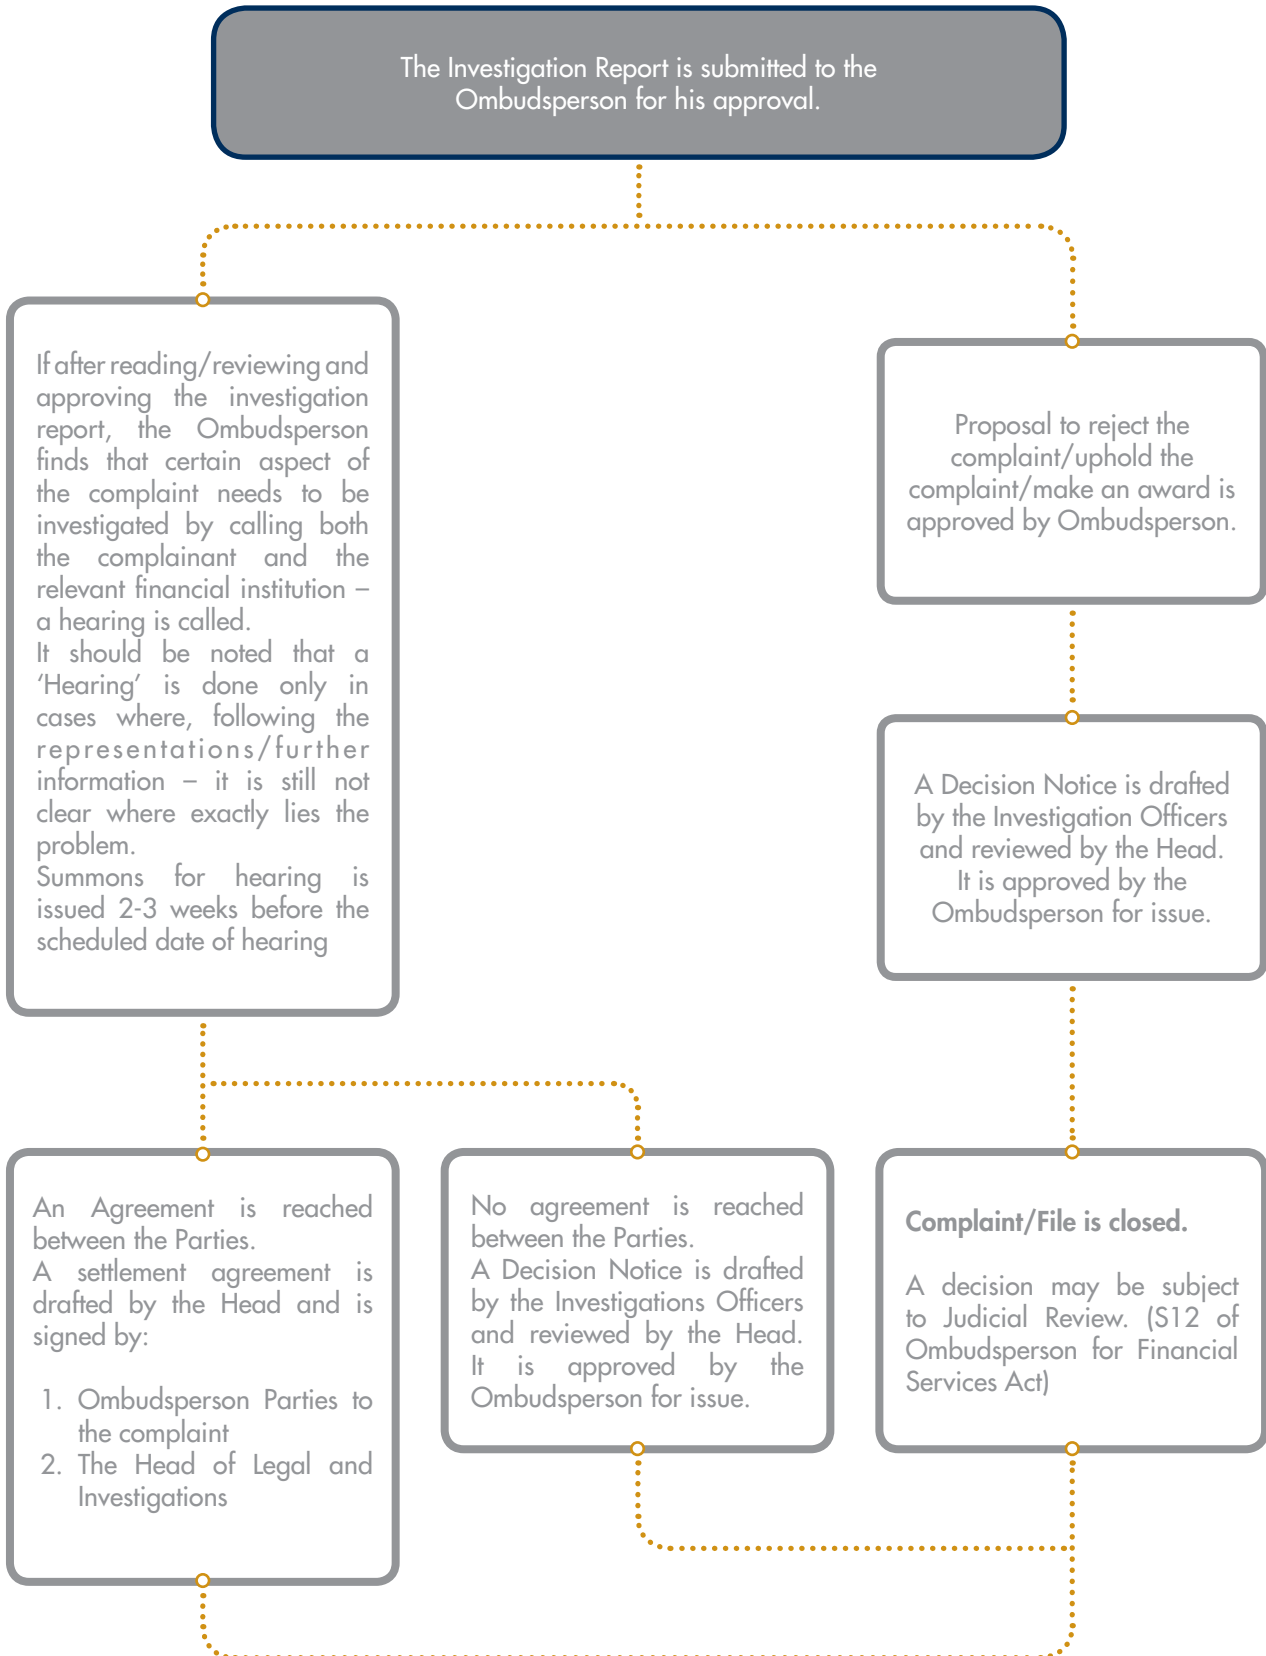 The Investigation Report is submitted to the
Ombudsperson for his approval.
If after reading/reviewing and
approving the investigation
report, the Ombudsperson
finds that certain aspect of
the complaint needs to be
investigated by calling both
the complainant and the
relevant financial institution –
a hearing is called.
It should be noted that a
‘Hearing’ is done only in
cases where, following the
representations/further
information – it is still not
clear where exactly lies the
problem.
Summons for hearing is
issued 2-3 weeks before the
scheduled date of hearing
Proposal to reject the
complaint/uphold the
complaint/make an award is
approved by Ombudsperson.
A Decision Notice is drafted
by the Investigation Officers
and reviewed by the Head.
It is approved by the
Ombudsperson for issue.
An Agreement is reached
between the Parties.
A settlement agreement is
drafted by the Head and is
signed by:
1. Ombudsperson Parties to
the complaint
2. The Head of Legal and
Investigations
No agreement is reached
between the Parties.
A Decision Notice is drafted
by the Investigations Officers
and reviewed by the Head.
It is approved by the
Ombudsperson for issue.
Complaint/File is closed.
A decision may be subject
to Judicial Review. (S12 of
Ombudsperson for Financial
Services Act)